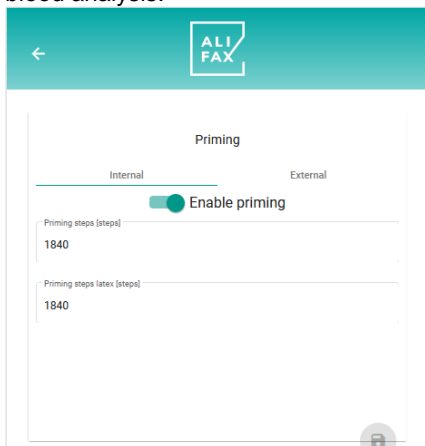 blood analysis.
ALI
FAX
Priming
Internal
External
Enable priming
Priming steps [steps]
1840
Priming steps latex [steps]
1840